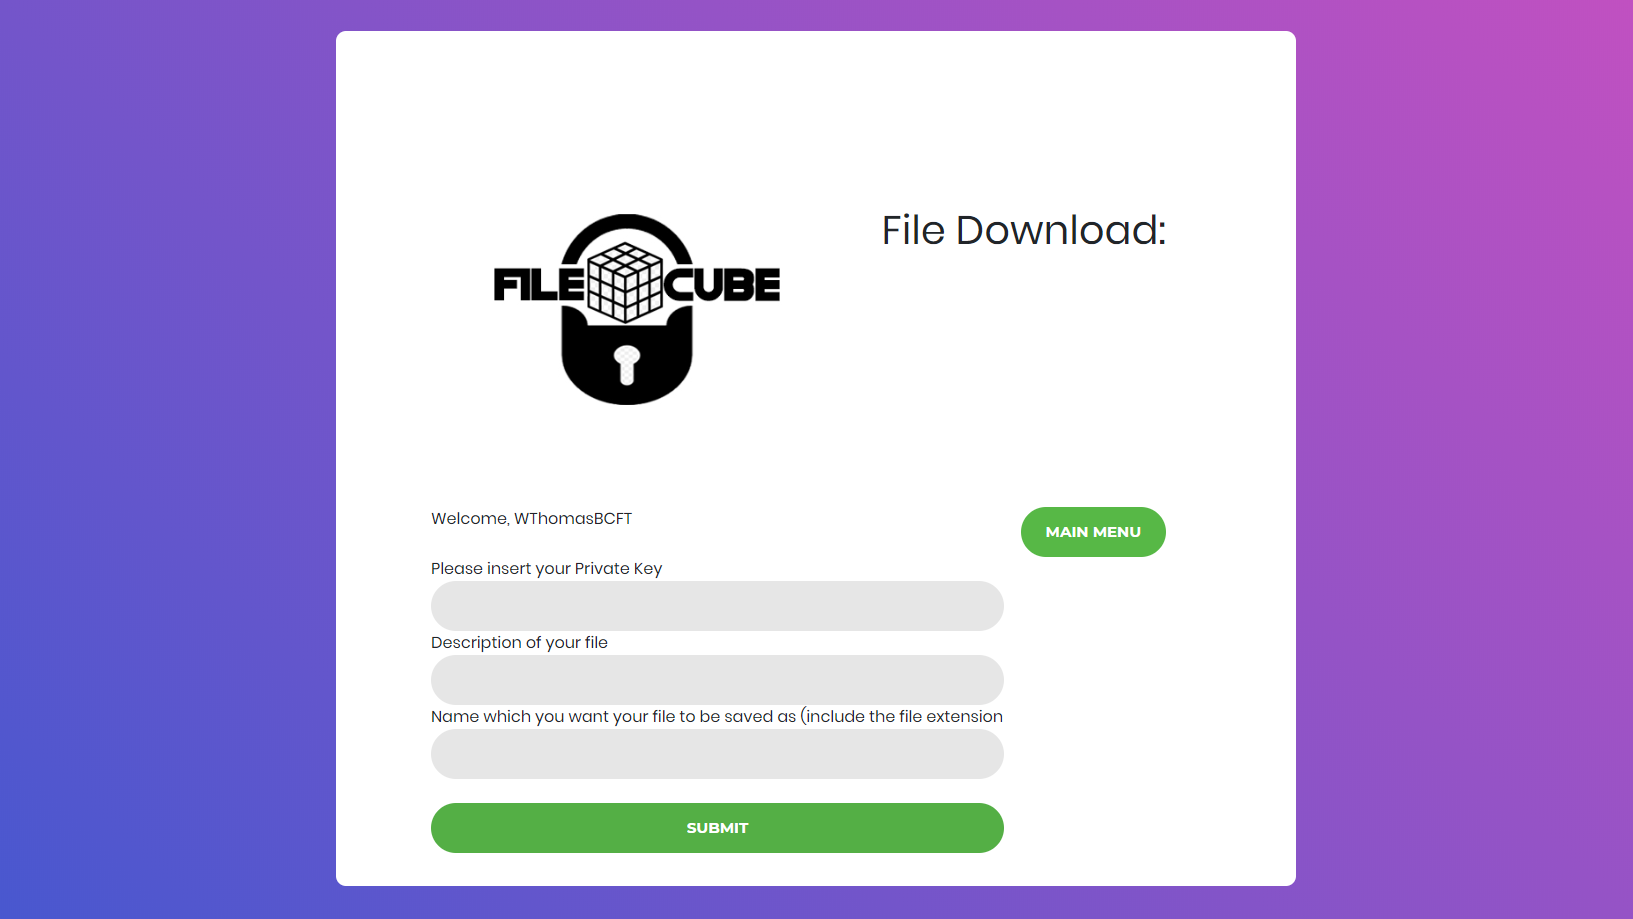 File Download:
FILE CUBE
Welcome, WThomasBCFT
MAIN MENU
Please insert your Private Key
Description of your file
Name which you want your file to be saved as (include the file extension
SUBMIT